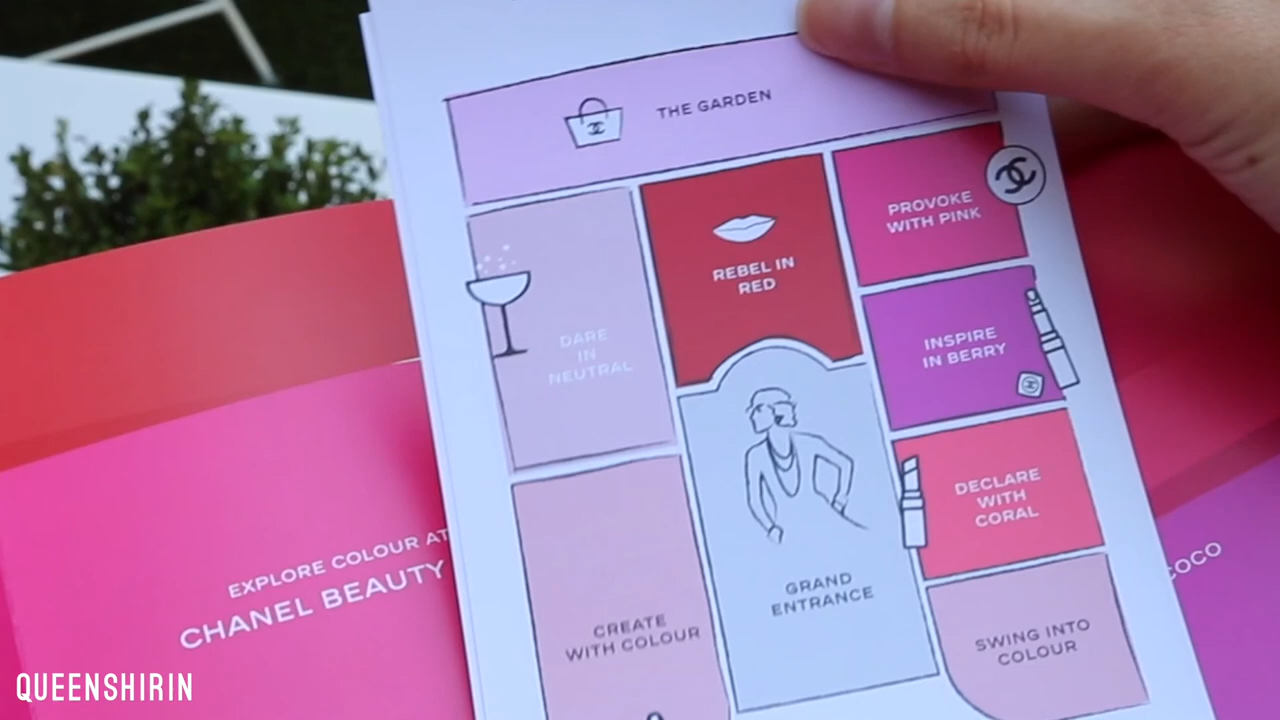 THE GARDEN
PROVOKE
WITH PINK
REBEL IN
RED
DARE
IN
NEUTRAL
INSPIRE
IN BERRY
DECLARE
WITH
CORAL
GRAND
ENTRANCE
CREATE
WITH COLOUR
SWING INTO
COLOUR
EXPLORE COLOUR AT
CHANEL BEAUTY
COCO
QUEENSHIRIN